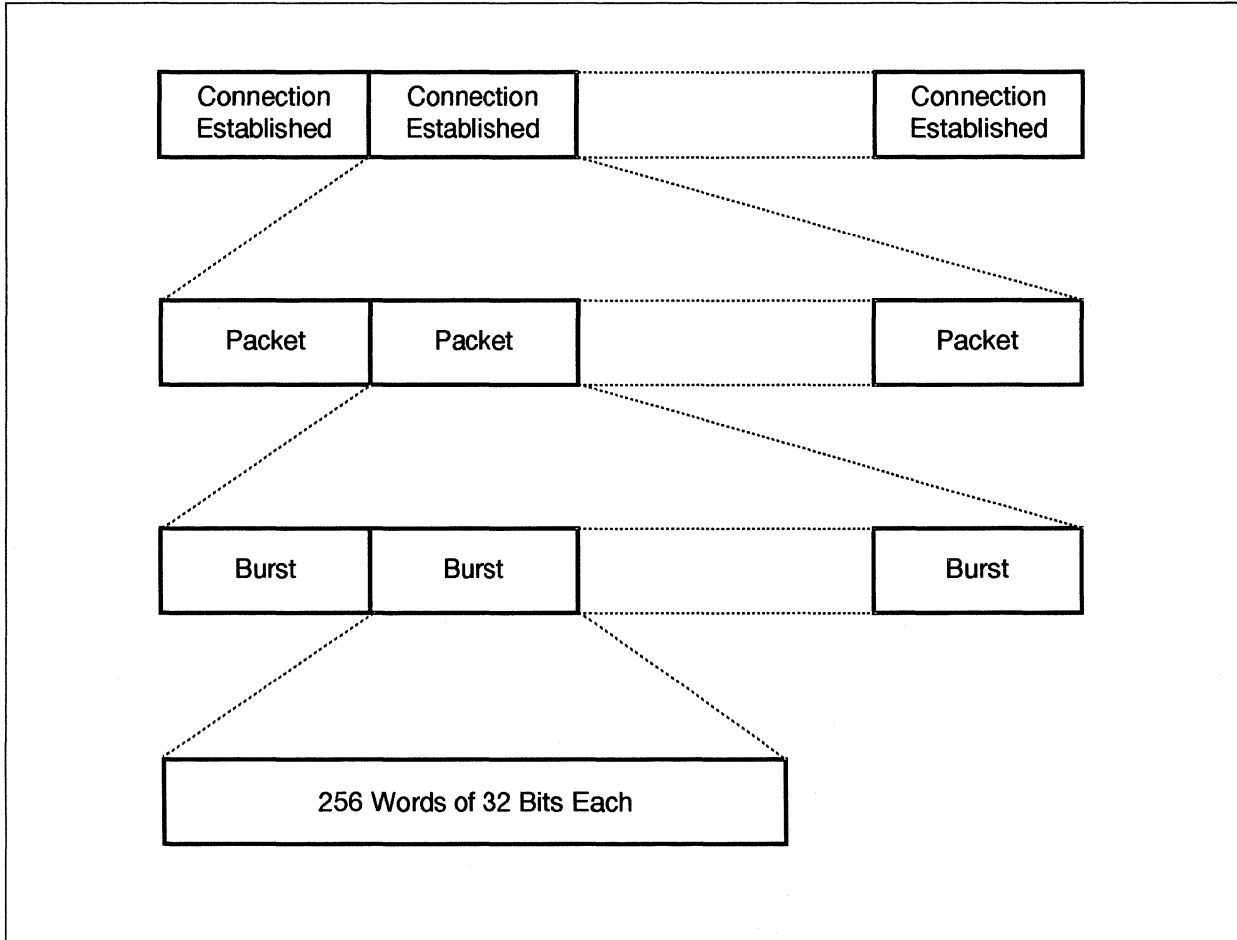 Connection
Established
Connection
Established
Connection
Established
Packet
Packet
Packet
Burst
Burst
Burst
256 Words of 32 Bits Each